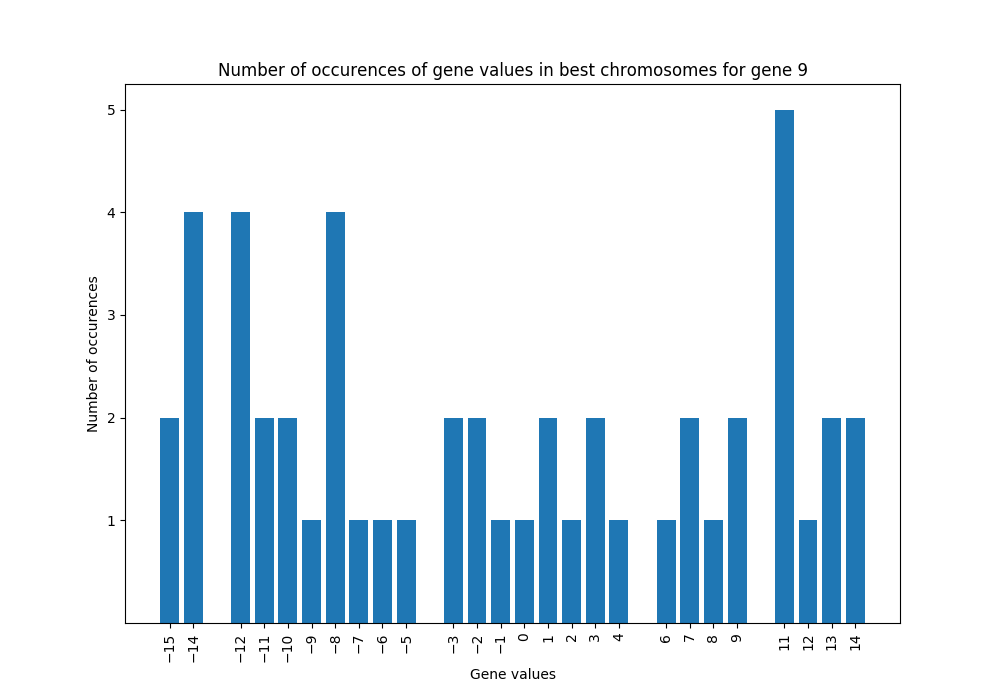 Number of occurences of gene values in best chromosomes for gene 9
Number of occurences
5
4
3
2
1
−15 −14 −12 −11 −10 −9 −8 −7 −6 −5 −3 −2 −1 0 1 2 3 4 6 7 8 9 11 12 13 14
Gene values